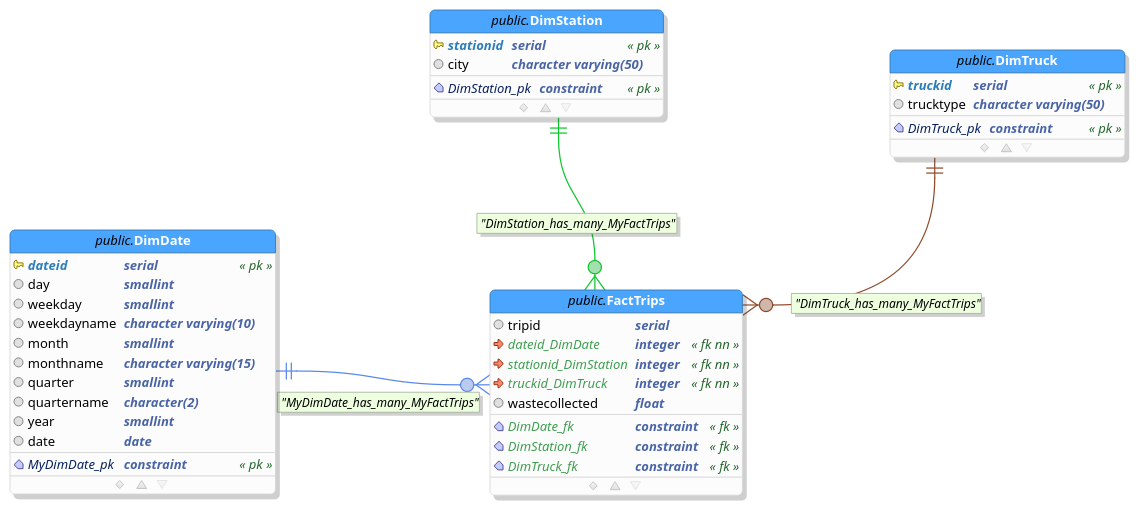 public.DimStation
stationid serial « pk »
city character varying(50)
DimStation_pk constraint « pk »
public.DimTruck
truckid serial « pk »
trucktype character varying(50)
DimTruck_pk constraint « pk »
"DimStation_has_many_MyFactTrips"
public.DimDate
dateid serial « pk »
day smallint
weekday smallint
weekdayname character varying(10)
month smallint
monthname character varying(15)
quarter smallint
quartername character(2)
year smallint
date date
MyDimDate_pk constraint « pk »
"MyDimDate_has_many_MyFactTrips"
public.FactTrips
tripid serial
dateid_DimDate integer « fk nn »
stationid_DimStation integer « fk nn »
truckid_DimTruck integer « fk nn »
wastecollected float
DimDate_fk constraint « fk »
DimStation_fk constraint « fk »
DimTruck_fk constraint « fk »
"DimTruck_has_many_MyFactTrips"